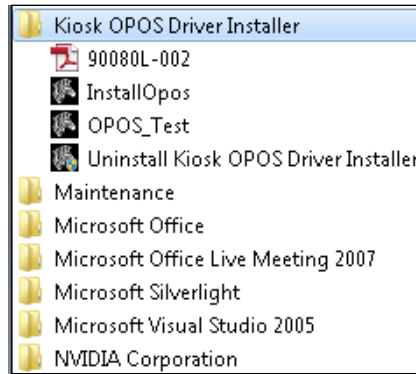 Kiosk OPOS Driver Installer
90080L-002
InstallOpos
OPOS_Test
Uninstall Kiosk OPOS Driver Installer
Maintenance
Microsoft Office
Microsoft Office Live Meeting 2007
Microsoft Silverlight
Microsoft Visual Studio 2005
NVIDIA Corporation